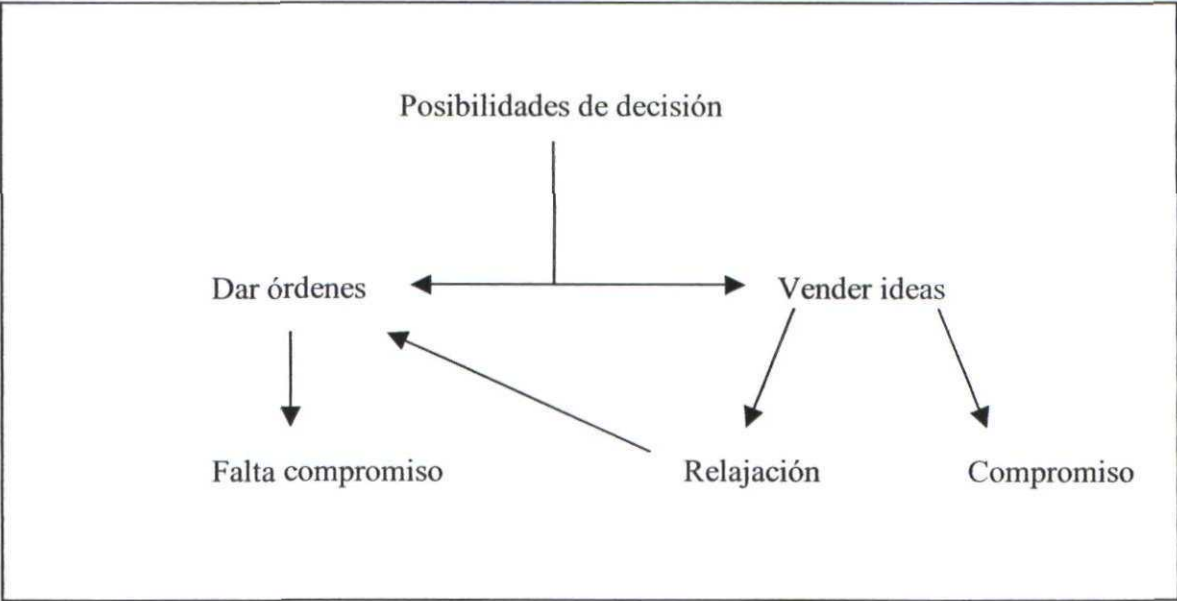 Posibilidades de decisión
Dar órdenes
Vender ideas
Falta compromiso
Relajación
Compromiso